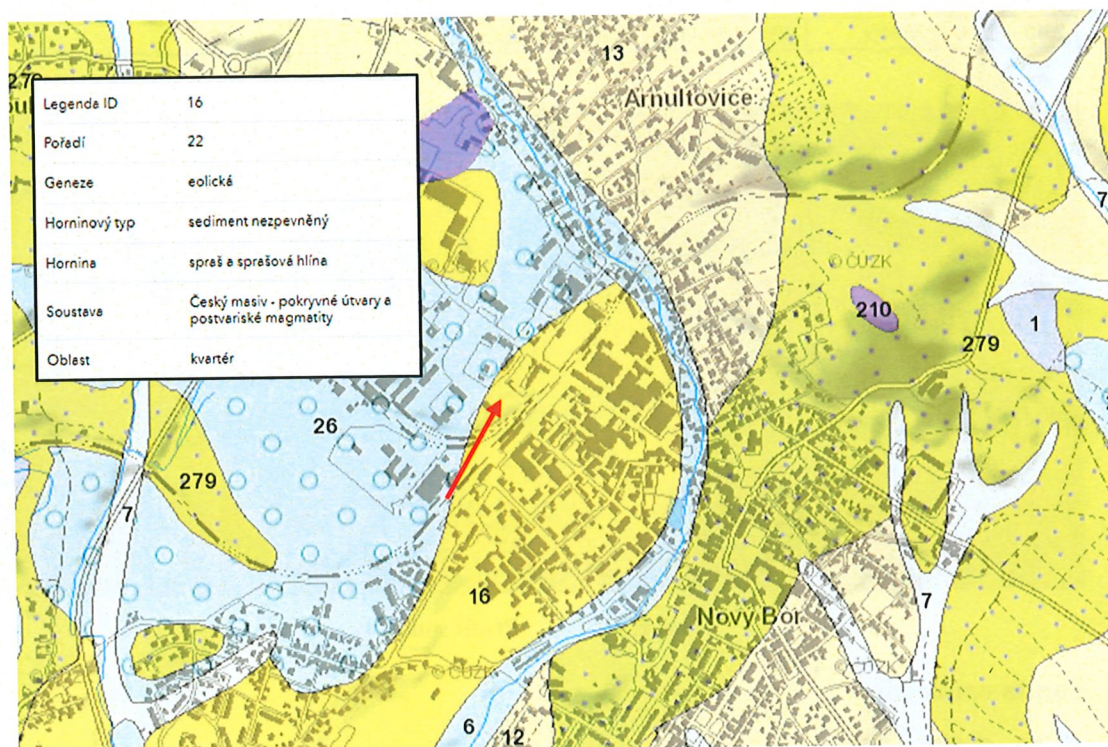 13
Arnultovice
279
Legenda ID 16
Pořadí 22
Geneze eolická
Horninový typ sediment nezpevněný
Hornina spraš a sprašová hlína
Soustava Český masiv - pokryvné útvary a
postvariské magmatity
Oblast kvartér
7
© ČÚZK
© ČÚZK
210
1
279
26
279
7
16
Nový Bor
7
© ČÚZK
6
12